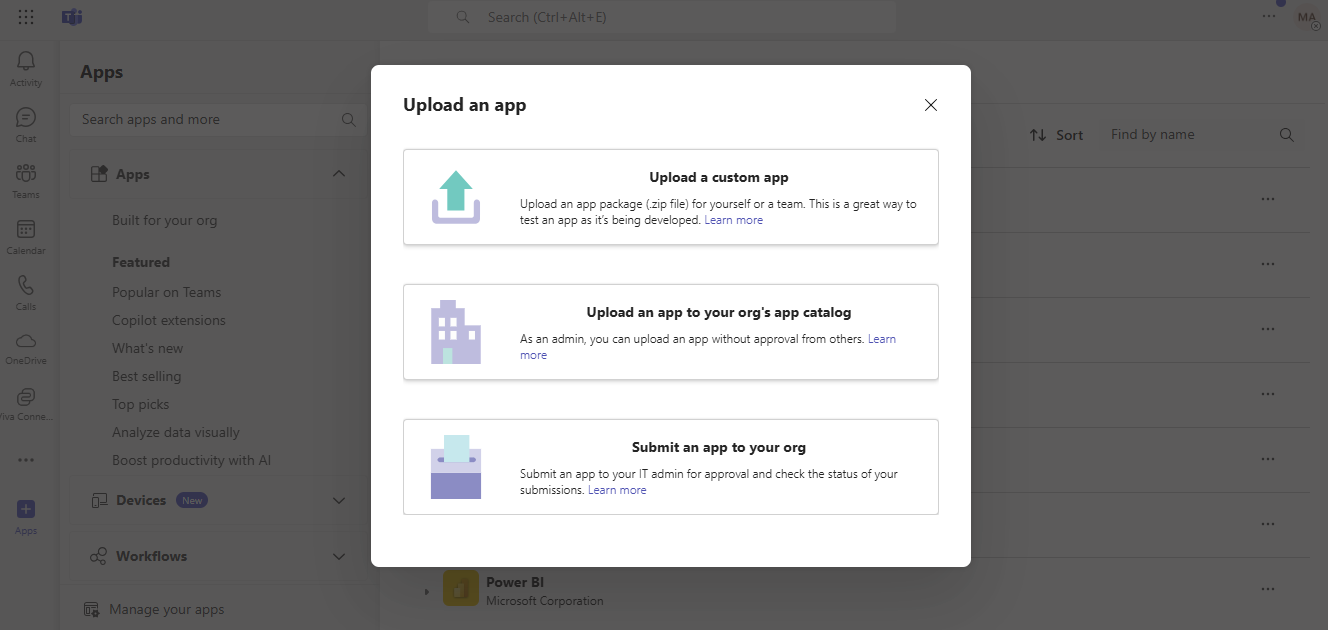 Search (Ctrl+Alt+E)
MA
Activity
Chat
Teams
Calendar
Calls
OneDrive
Viva Conne...
Apps
Apps
Search apps and more
Apps
Built for your org
Featured
Popular on Teams
Copilot extensions
What's new
Best selling
Top picks
Analyze data visually
Boost productivity with AI
Devices New
Workflows
Manage your apps
Sort
Find by name
Upload an app
Upload a custom app
Upload an app package (.zip file) for yourself or a team. This is a great way to
test an app as it's being developed. Learn more
Upload an app to your org's app catalog
As an admin, you can upload an app without approval from others. Learn
more
Submit an app to your org
Submit an app to your IT admin for approval and check the status of your
submissions. Learn more
Power BI
Microsoft Corporation